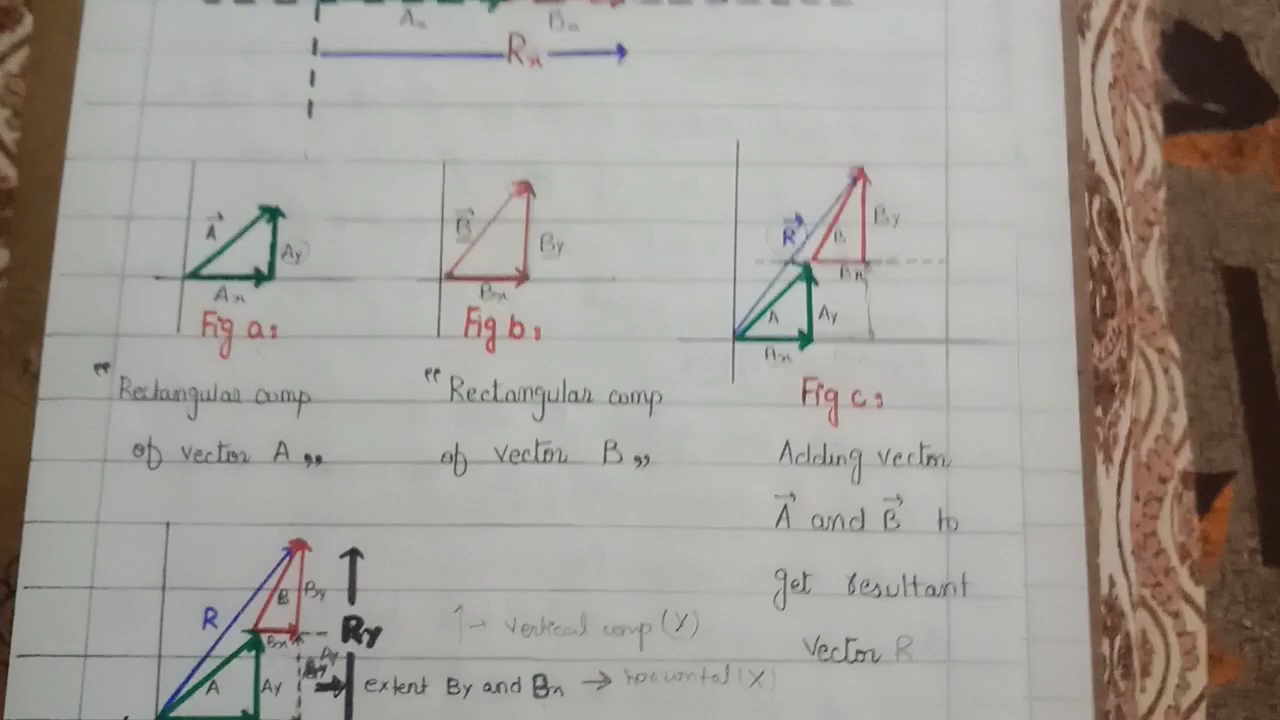 Ax Bx
Rx
A Ay
Ax
Fig a:
B By
Bx
Fig b:
R B By
Bx
A Ay
Ax
Fig c:
"Rectangular comp
of vector A"
"Rectangular comp
of vector B"
Adding vector
A and B to
get resultant
vector R
R B By
Bx
A Ay
Ay
Ry
↑→ vertical comp (Y)
extent By and Bx → horizontal (X)